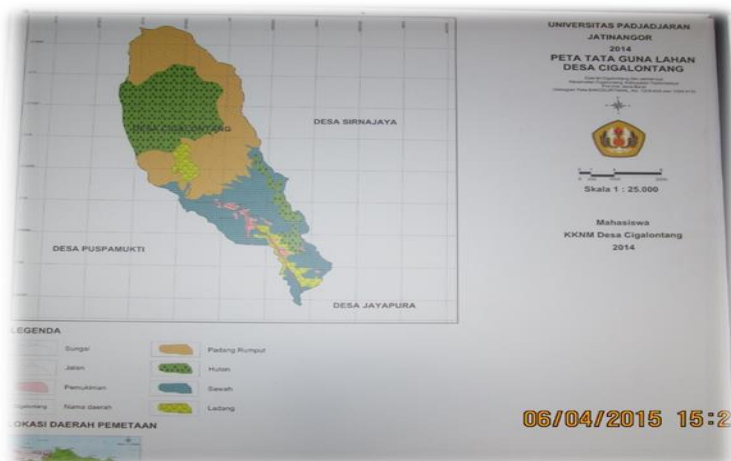 UNIVERSITAS PADJADJARAN
JATINANGOR
2014
PETA TATA GUNA LAHAN
DESA CIGALONTANG
Skala 1 : 25.000
Mahasiswa
KKNM Desa Cigalontang
2014
DESA CIGALONTANG
DESA SIRNAJAYA
DESA PUSPAMUKTI
DESA JAYAPURA
LEGENDA
Sungai
Padang Rumput
Jalan
Hutan
Pemukiman
Sawah
Nama daerah
Ladang
LOKASI DAERAH PEMETAAN
06/04/2015 15:2